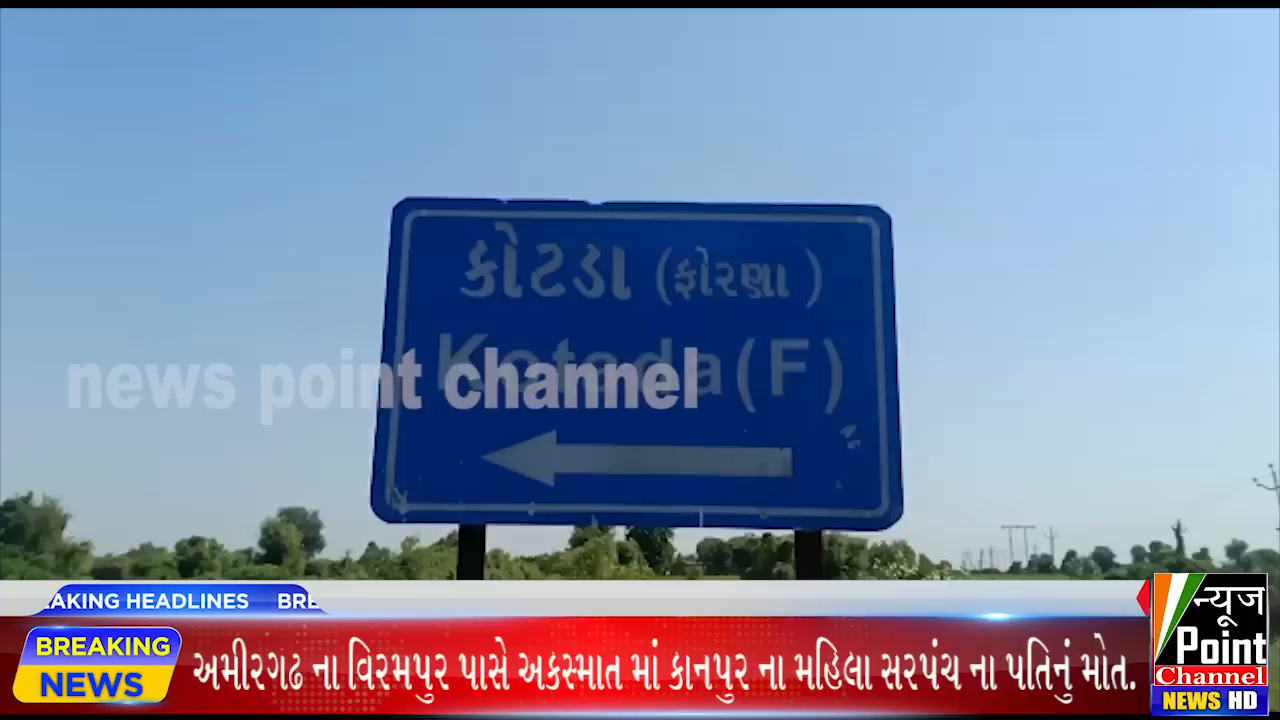 કોટડા (ફોરણા)
Kotada (F)
news point channel
AKING HEADLINES BRE
BREAKING
NEWS
અમીરગઢ ના વિરમપુર પાસે અકસ્માત માં કાનપુર ના મહિલા સરપંચ ના પતિનું મોત.
न्यूज
Point
Channel
NEWS HD